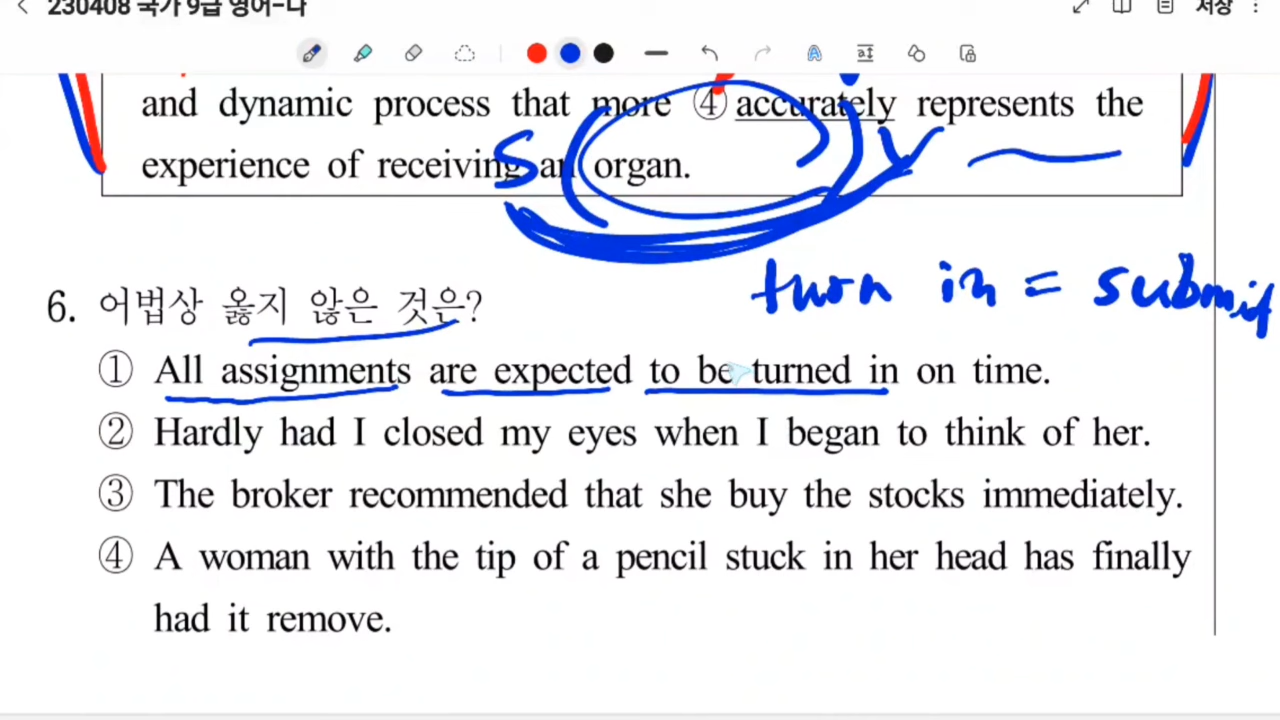 230408 국가 9급 영어-나
저장
and dynamic process that more ④ accurately represents the
experience of receiving an organ.
S
V
turn in = submit
6. 어법상 옳지 않은 것은?
① All assignments are expected to be turned in on time.
② Hardly had I closed my eyes when I began to think of her.
③ The broker recommended that she buy the stocks immediately.
④ A woman with the tip of a pencil stuck in her head has finally
had it remove.